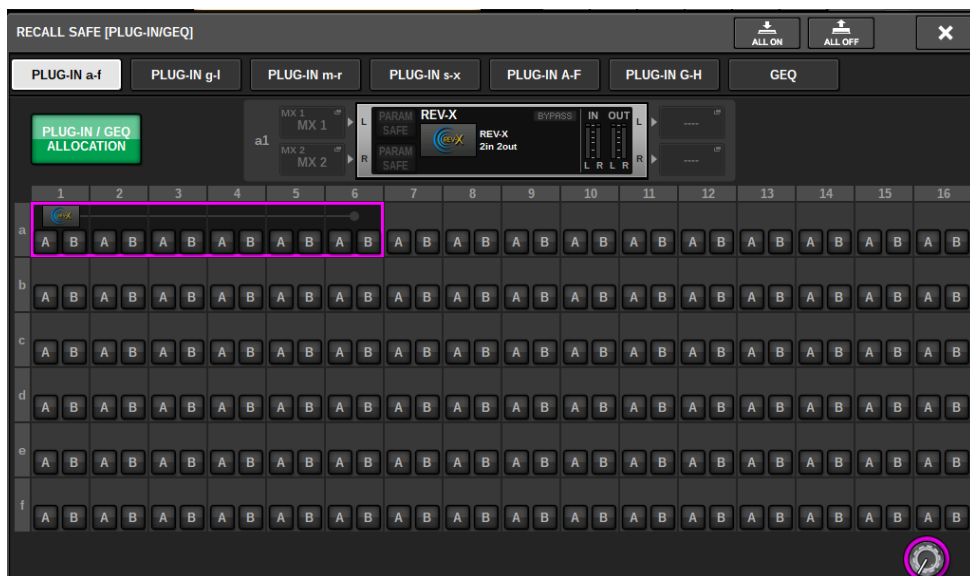 RECALL SAFE [PLUG-IN/GEQ]
ALL ON
ALL OFF
PLUG-IN a-f
PLUG-IN g-l
PLUG-IN m-r
PLUG-IN s-x
PLUG-IN A-F
PLUG-IN G-H
GEQ
PLUG-IN / GEQ
ALLOCATION
a1
MX 1
MX 1
MX 2
MX 2
L
R
PARAM
SAFE
PARAM
SAFE
REV-X
BYPASS
REV-X
REV-X
2in 2out
IN OUT
L R L R
L
R
----
----
1 2 3 4 5 6 7 8 9 10 11 12 13 14 15 16
REV-X
a
A B A B A B A B A B A B A B A B A B A B A B A B A B A B A B A B
b
A B A B A B A B A B A B A B A B A B A B A B A B A B A B A B A B
c
A B A B A B A B A B A B A B A B A B A B A B A B A B A B A B A B
d
A B A B A B A B A B A B A B A B A B A B A B A B A B A B A B A B
e
A B A B A B A B A B A B A B A B A B A B A B A B A B A B A B A B
f
A B A B A B A B A B A B A B A B A B A B A B A B A B A B A B A B